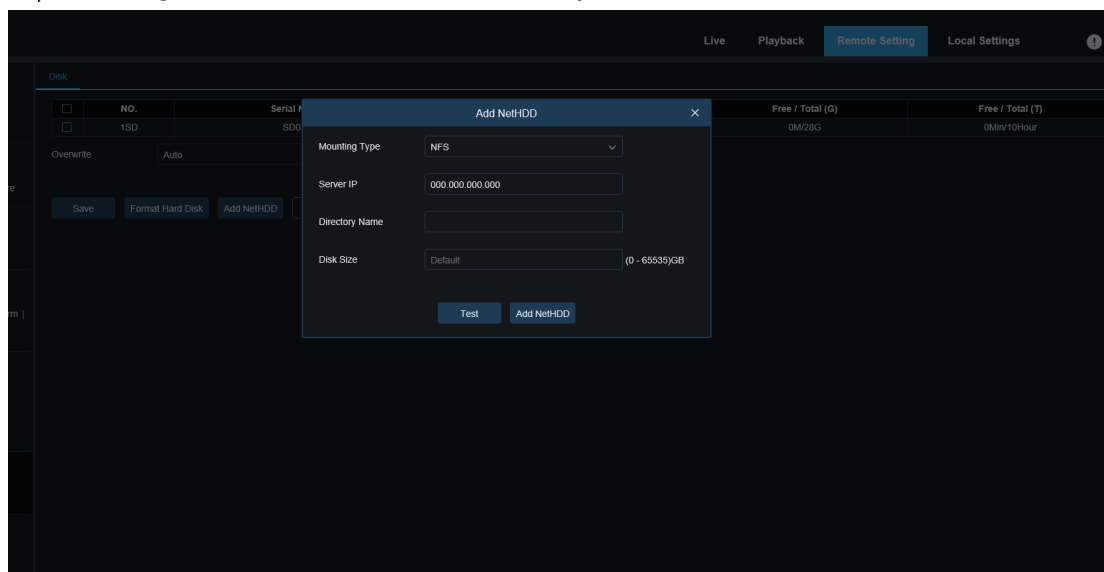 Live Playback Remote Setting Local Settings
Disk
NO. Free / Total (G) Free / Total (T)
1SD 0M/28G 0Min/10Hour
Overwrite Auto
Save Format Hard Disk Add NetHDD
Add NetHDD
Mounting Type NFS
Server IP 000.000.000.000
Directory Name
Disk Size Default (0 - 65535)GB
Test Add NetHDD